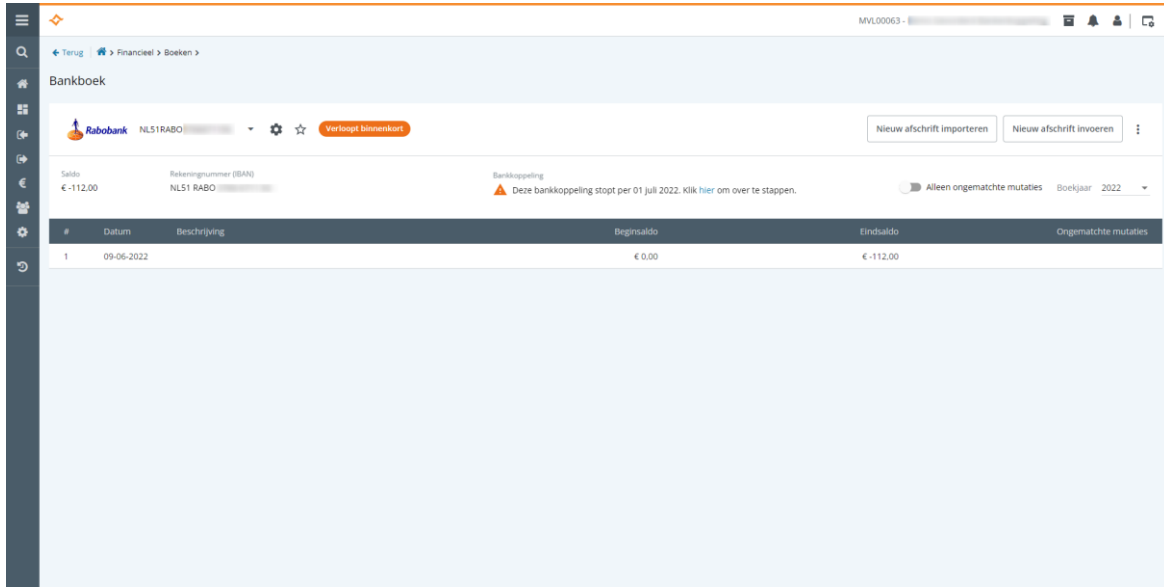 MVL00063 -
Terug > Financieel > Boeken >
Bankboek
Rabobank NL51RABO Verloopt binnenkort Nieuw afschrift importeren Nieuw afschrift invoeren
Saldo Rekeningnummer (IBAN) Bankkoppeling
€ -112,00 NL51 RABO Deze bankkoppeling stopt per 01 juli 2022. Klik hier om over te stappen. Alleen ongematchte mutaties Boekjaar 2022
# Datum Beschrijving Beginsaldo Eindsaldo Ongematchte mutaties
1 09-06-2022 € 0,00 € -112,00